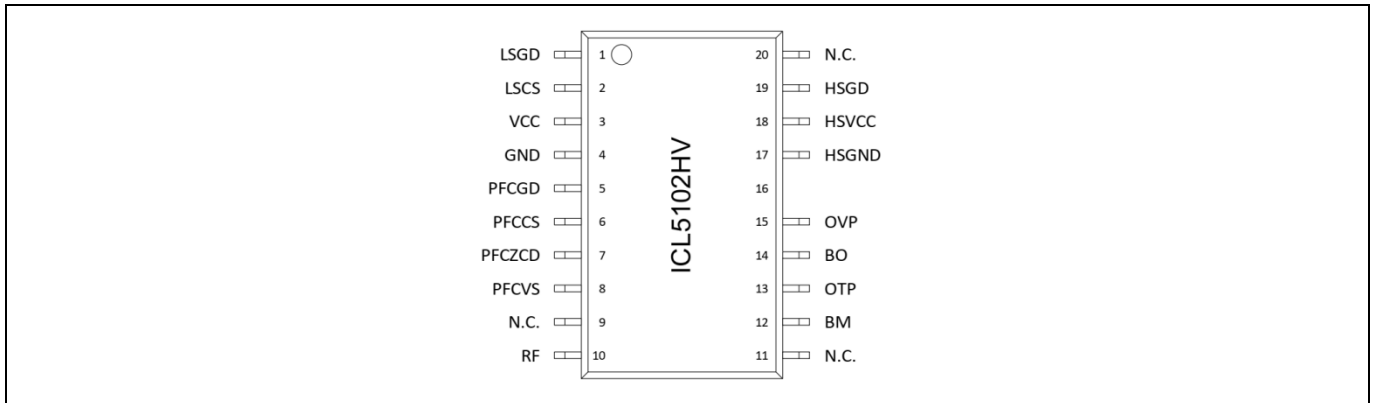 LSGD 1 20 N.C.
LSCS 2 19 HSGD
VCC 3 18 HSVCC
GND 4 17 HSGND
PFCGD 5 16
PFCCS 6 15 OVP
PFCZCD 7 14 BO
PFCVS 8 13 OTP
N.C. 9 12 BM
RF 10 11 N.C.
ICL5102HV